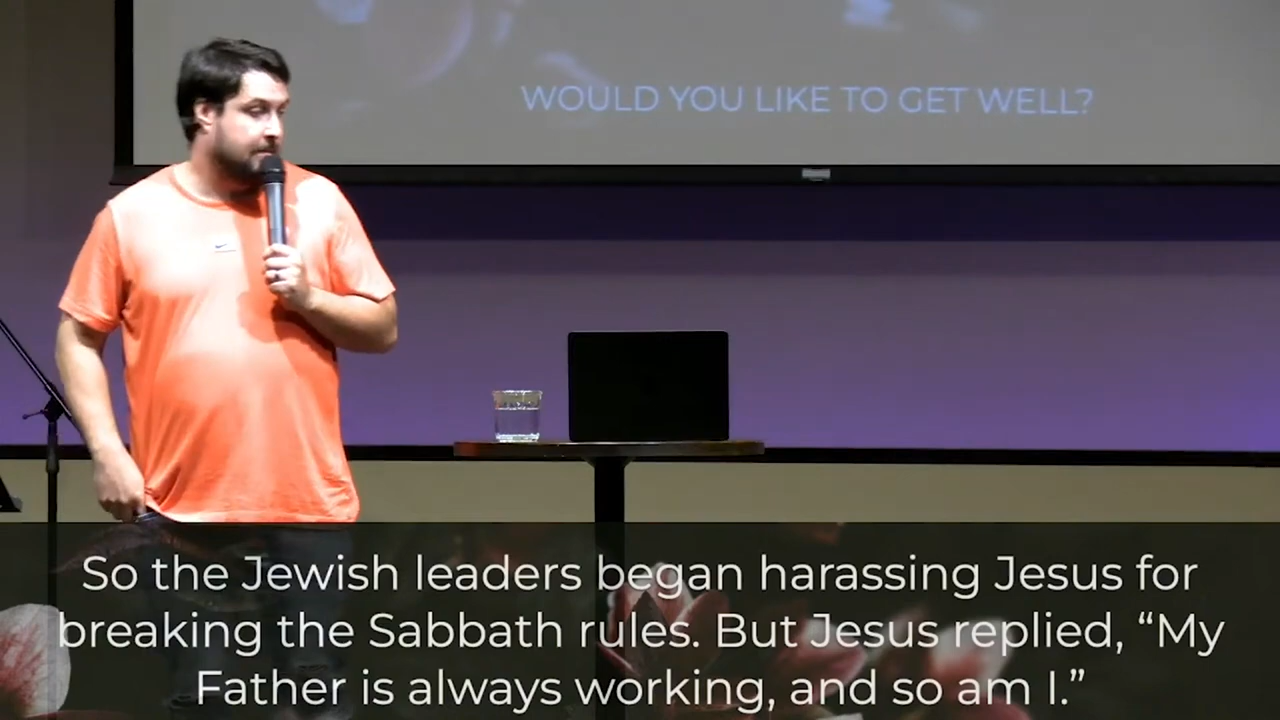 WOULD YOU LIKE TO GET WELL?
So the Jewish leaders began harassing Jesus for
breaking the Sabbath rules. But Jesus replied, “My
Father is always working, and so am I.”